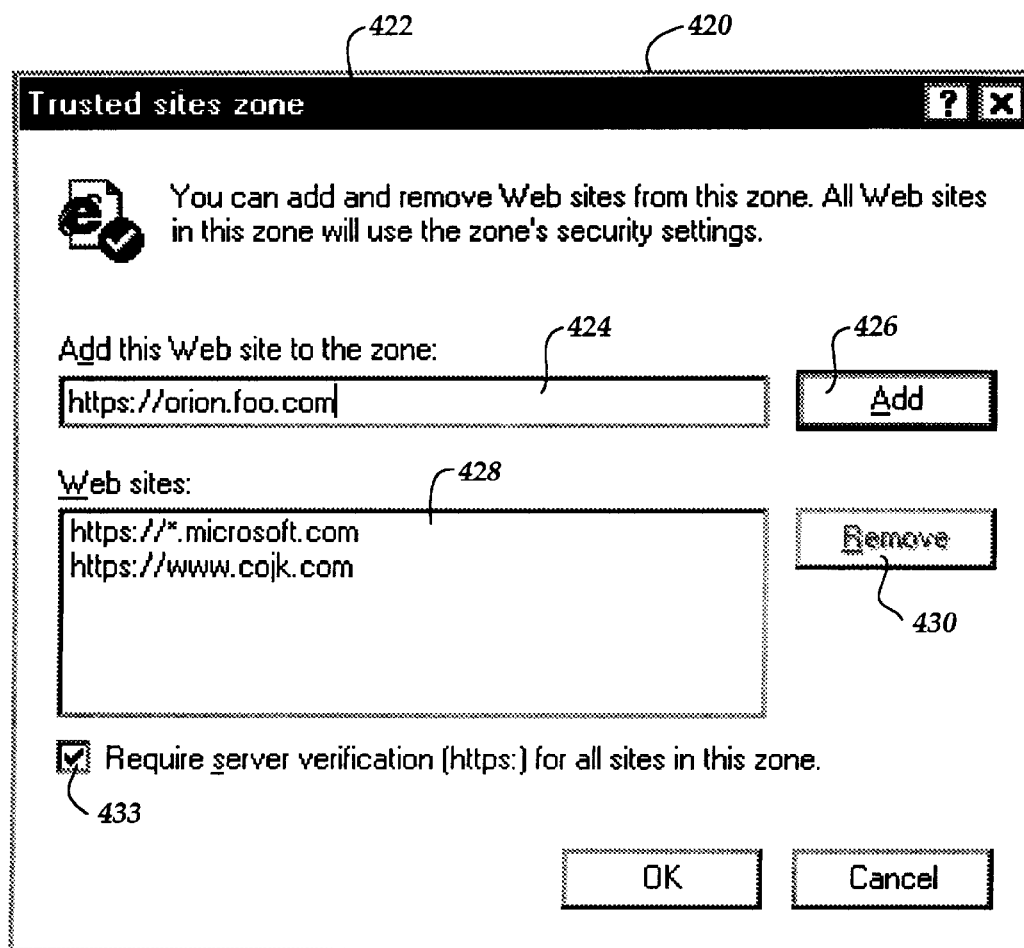 422 420
Trusted sites zone ? X
You can add and remove Web sites from this zone. All Web sites
in this zone will use the zone's security settings.
424 426
Add this Web site to the zone:
https://orion.foo.com Add
428
Web sites:
https://*.microsoft.com Remove
https://www.cojk.com
430
Require server verification (https:) for all sites in this zone.
433
OK Cancel